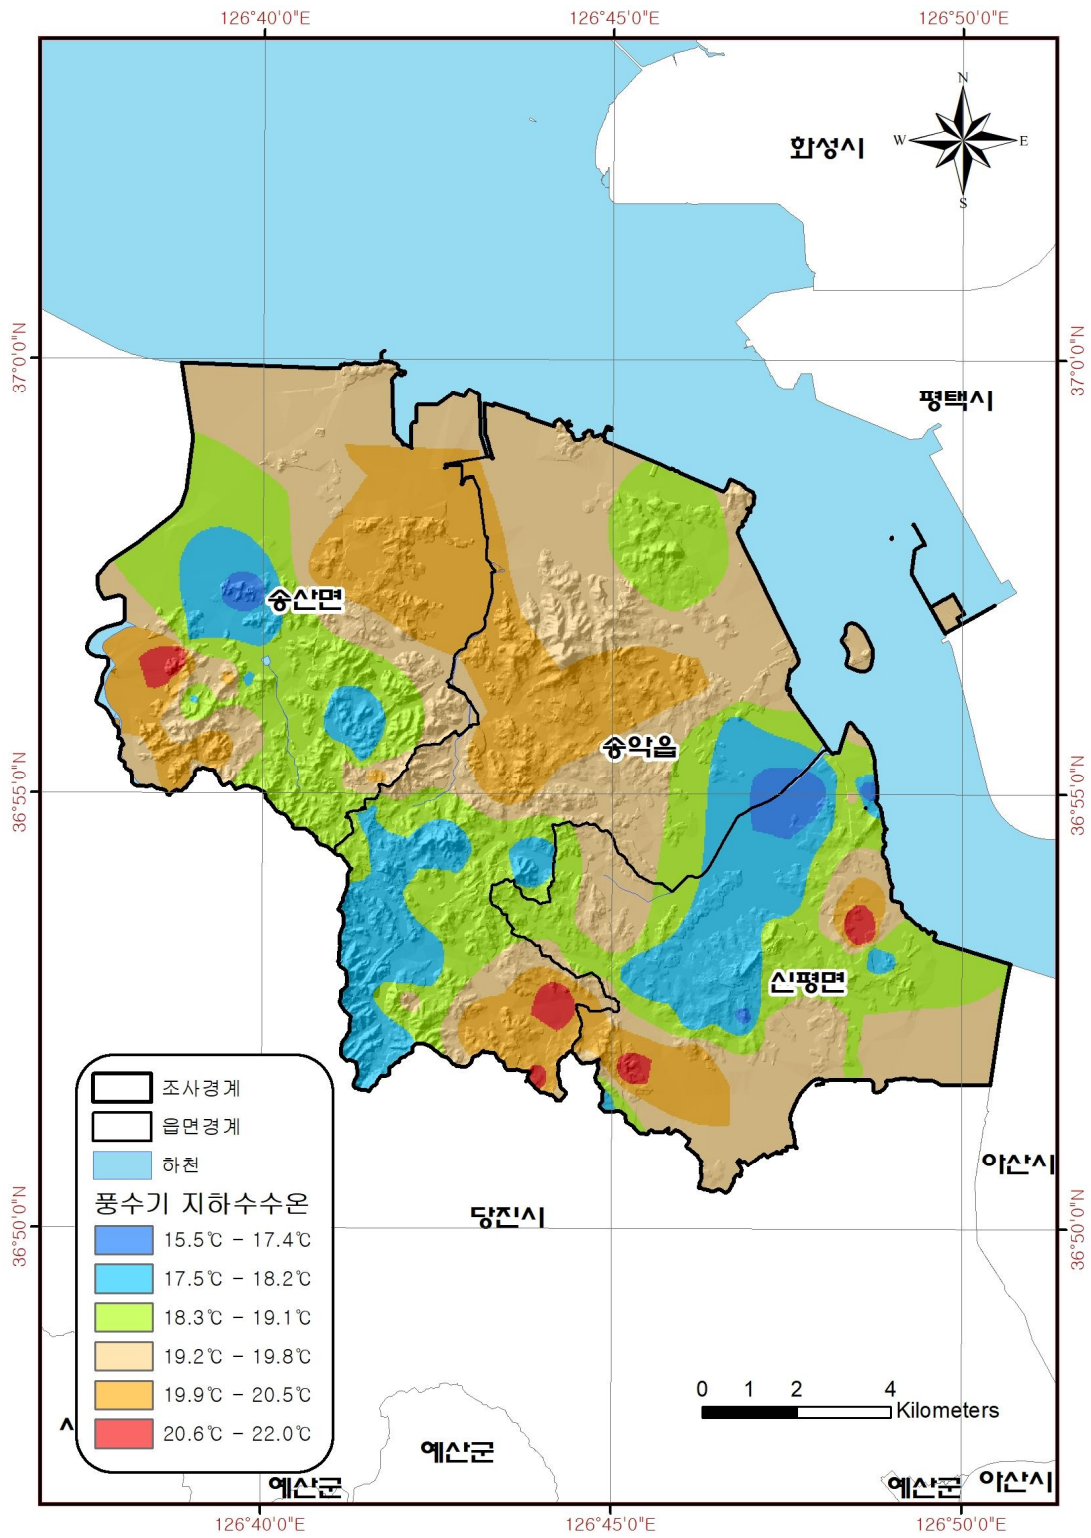 126°40'0"E 126°45'0"E 126°50'0"E
N
W E
S
화성시
37°0'0"N 37°0'0"N
평택시
송산면
송악읍
36°55'0"N 36°55'0"N
신평면
조사경계
읍면경계
하천
풍수기 지하수수온
15.5℃ - 17.4℃
17.5℃ - 18.2℃
18.3℃ - 19.1℃
19.2℃ - 19.8℃
19.9℃ - 20.5℃
20.6℃ - 22.0℃
아산시
당진시
36°50'0"N 36°50'0"N
0 1 2 4
Kilometers
예산군
예산군 예산군 아산시
126°40'0"E 126°45'0"E 126°50'0"E